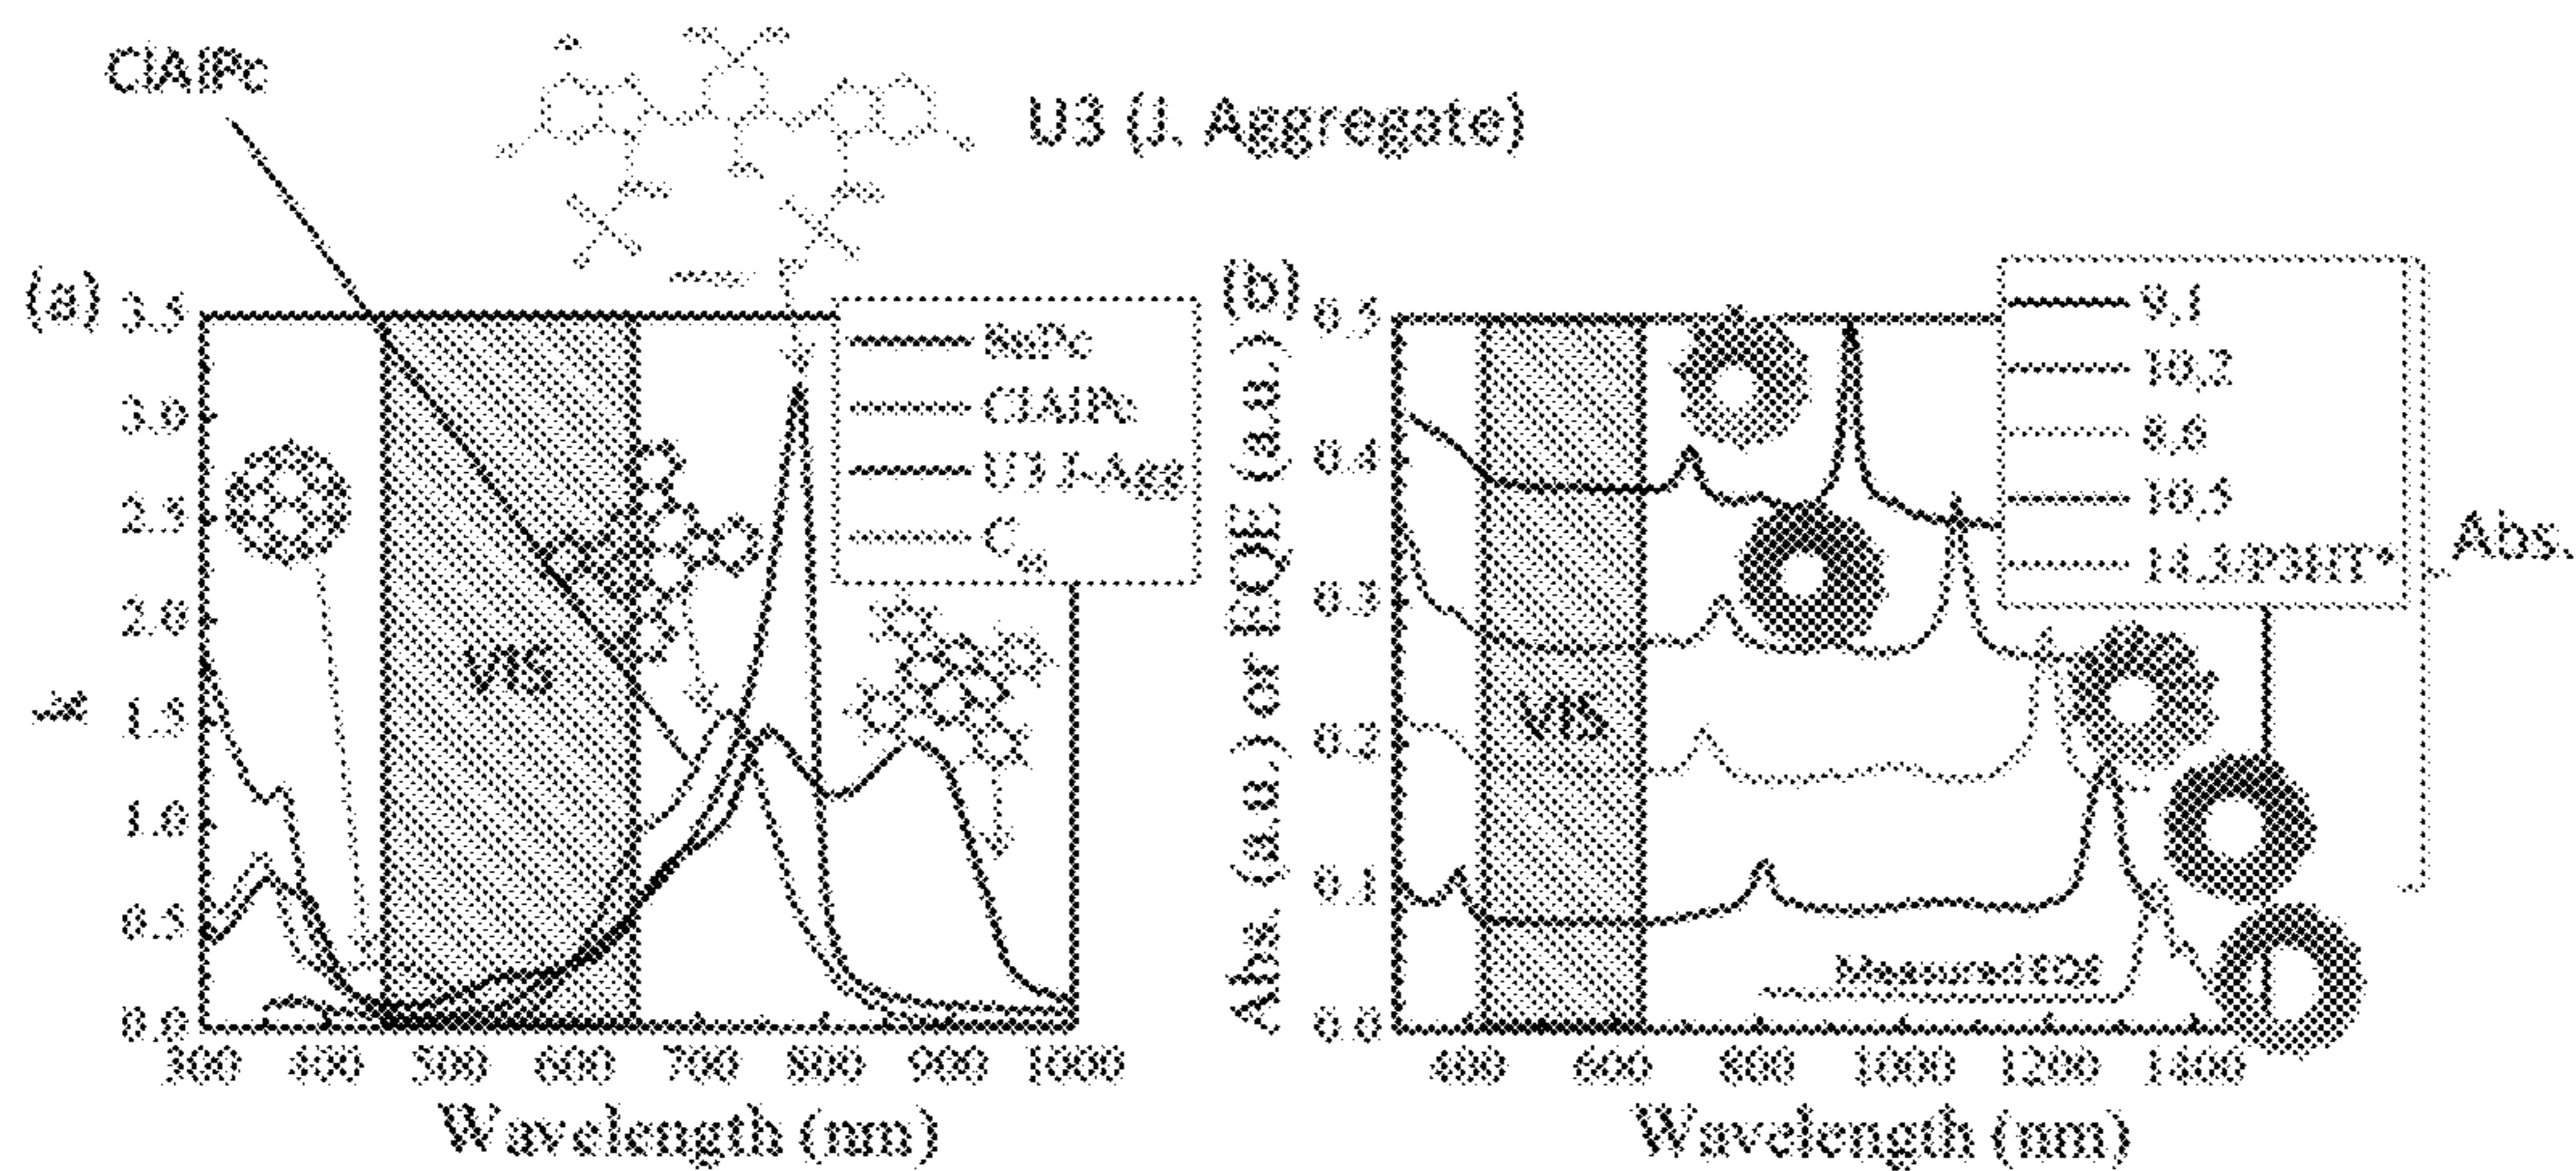 ClAlPc
U3 (J. Aggregate)
(a)
3.5
3.0
2.5
2.0
1.5
1.0
0.5
0.0
k
300 400 500 600 700 800 900 1000
Wavelength (nm)
VIS
SnPc
ClAlPc
U3 J-Agg
C
(b)
0.5
0.4
0.3
0.2
0.1
0.0
Abs. (a.u.) or EQE (a.u.)
400 600 800 1000 1200 1400
Wavelength (nm)
VIS
9.1
10.2
8.6
10.5
14.3/P3HT*
Abs.
Measured